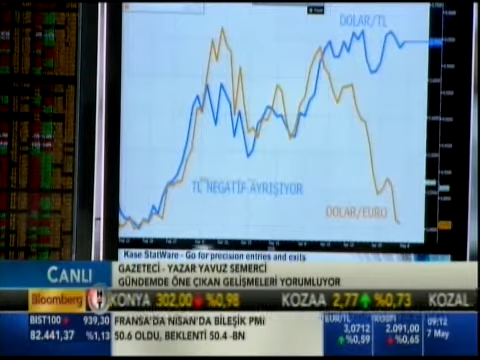 DOLAR/TL
TL NEGATİF AYRIŞIYOR
DOLAR/EURO
Kase StatWare - Go for precision entries and exits
CANLI
GAZETECİ - YAZAR YAVUZ SEMERCİ
GÜNDEMDE ÖNE ÇIKAN GELİŞMELERİ YORUMLUYOR
Bloomberg HT KONYA 302,00 %0,98 KOZAA 2,77 %0,73 KOZAL
BIST100 939,30
82.441,37 %1,13
FRANSA'DA NİSAN'DA BİLEŞİK PMI
50.6 OLDU, BEKLENTİ 50.4 -BN
EUR/TL
3,0712
%0,59
2.091,00
%0,65
09:12
7 May